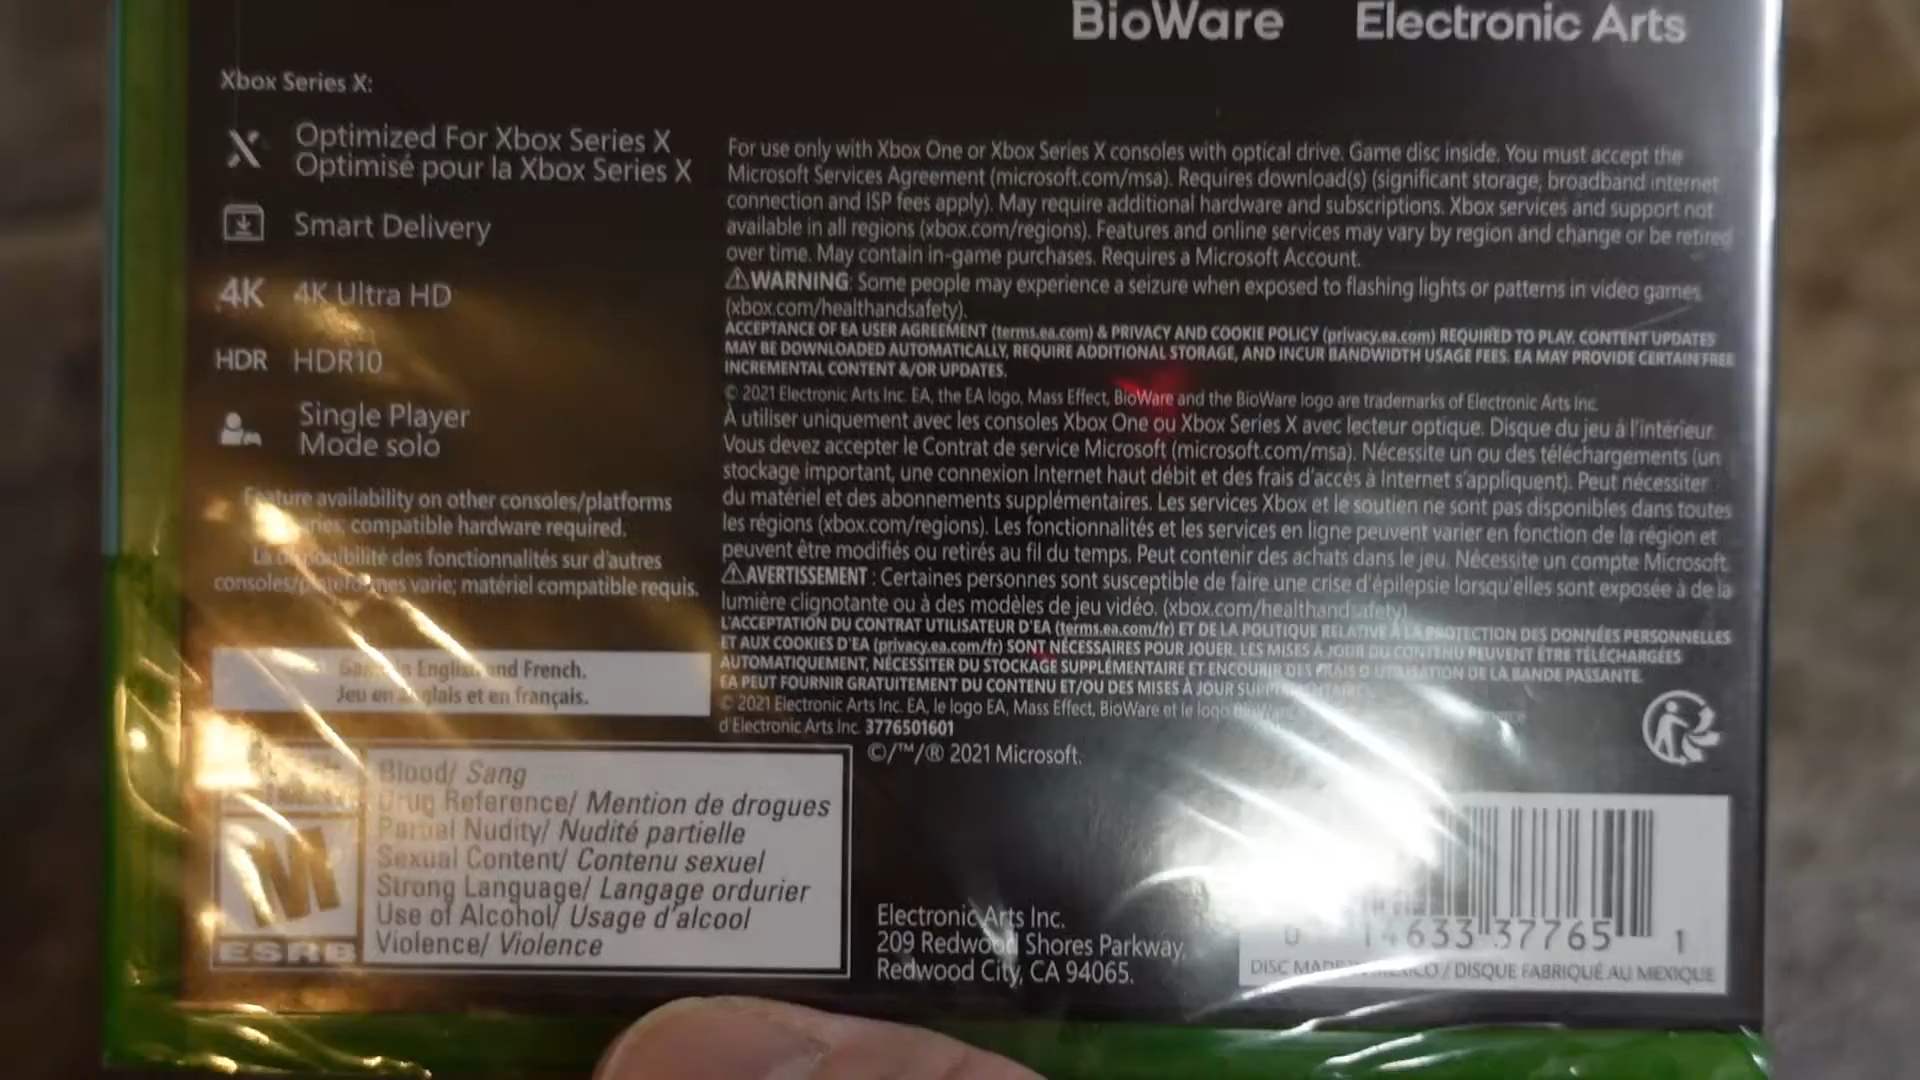 BioWare Electronic Arts
Xbox Series X:
Optimized For Xbox Series X
Optimisé pour la Xbox Series X
Smart Delivery
4K 4K Ultra HD
HDR HDR10
Single Player
Mode solo
Feature availability on other consoles/platforms
varies; compatible hardware required.
La disponibilité des fonctionnalités sur d'autres
consoles/plateformes varie; matériel compatible requis.
Game in English and French.
Jeu en anglais et en français.
For use only with Xbox One or Xbox Series X consoles with optical drive. Game disc inside. You must accept the
Microsoft Services Agreement (microsoft.com/msa). Requires download(s) (significant storage, broadband internet
connection and ISP fees apply). May require additional hardware and subscriptions. Xbox services and support not
available in all regions (xbox.com/regions). Features and online services may vary by region and change or be retired
over time. May contain in-game purchases. Requires a Microsoft Account.
⚠WARNING: Some people may experience a seizure when exposed to flashing lights or patterns in video games
(xbox.com/healthandsafety).
ACCEPTANCE OF EA USER AGREEMENT (terms.ea.com) & PRIVACY AND COOKIE POLICY (privacy.ea.com) REQUIRED TO PLAY. CONTENT UPDATES
MAY BE DOWNLOADED AUTOMATICALLY, REQUIRE ADDITIONAL STORAGE, AND INCUR BANDWIDTH USAGE FEES. EA MAY PROVIDE CERTAIN FREE
INCREMENTAL CONTENT &/OR UPDATES.
© 2021 Electronic Arts Inc. EA, the EA logo, Mass Effect, BioWare and the BioWare logo are trademarks of Electronic Arts Inc.
À utiliser uniquement avec les consoles Xbox One ou Xbox Series X avec lecteur optique. Disque du jeu à l'intérieur.
Vous devez accepter le Contrat de service Microsoft (microsoft.com/msa). Nécessite un ou des téléchargements (un
stockage important, une connexion Internet haut débit et des frais d'accès à Internet s'appliquent). Peut nécessiter
du matériel et des abonnements supplémentaires. Les services Xbox et le soutien ne sont pas disponibles dans toutes
les régions (xbox.com/regions). Les fonctionnalités et les services en ligne peuvent varier en fonction de la région et
peuvent être modifiés ou retirés au fil du temps. Peut contenir des achats dans le jeu. Nécessite un compte Microsoft.
⚠AVERTISSEMENT : Certaines personnes sont susceptible de faire une crise d'épilepsie lorsqu'elles sont exposée à de la
lumière clignotante ou à des modèles de jeu vidéo. (xbox.com/healthandsafety)
L'ACCEPTATION DU CONTRAT UTILISATEUR D'EA (terms.ea.com/fr) ET DE LA POLITIQUE RELATIVE À LA PROTECTION DES DONNÉES PERSONNELLES
ET AUX COOKIES D'EA (privacy.ea.com/fr) SONT NÉCESSAIRES POUR JOUER. LES MISES À JOUR DU CONTENU PEUVENT ÊTRE TÉLÉCHARGÉES
AUTOMATIQUEMENT, NÉCESSITER DU STOCKAGE SUPPLÉMENTAIRE ET ENCOURIR DES FRAIS D'UTILISATION DE LA BANDE PASSANTE.
EA PEUT FOURNIR GRATUITEMENT DU CONTENU ET/OU DES MISES À JOUR SUPPLÉMENTAIRES.
© 2021 Electronic Arts Inc. EA, le logo EA, Mass Effect, BioWare et le logo BioWare
d'Electronic Arts Inc. 3776501601
©/™/® 2021 Microsoft.
M
ESRB
Blood/ Sang
Drug Reference/ Mention de drogues
Partial Nudity/ Nudité partielle
Sexual Content/ Contenu sexuel
Strong Language/ Langage ordurier
Use of Alcohol/ Usage d'alcool
Violence/ Violence
Electronic Arts Inc.
209 Redwood Shores Parkway,
Redwood City, CA 94065.
0 14633 37765 1
DISC MADE IN MEXICO / DISQUE FABRIQUÉ AU MEXIQUE